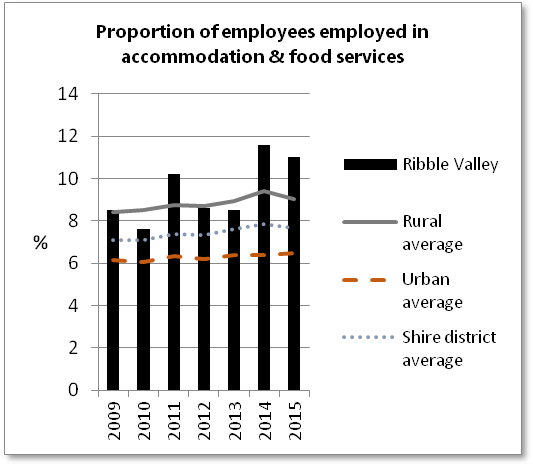 Proportion of employees employed in
accommodation & food services
14
12
10
8
6
4
2
0
%
2009
2010
2011
2012
2013
2014
2015
Ribble Valley
Rural
average
Urban
average
Shire district
average